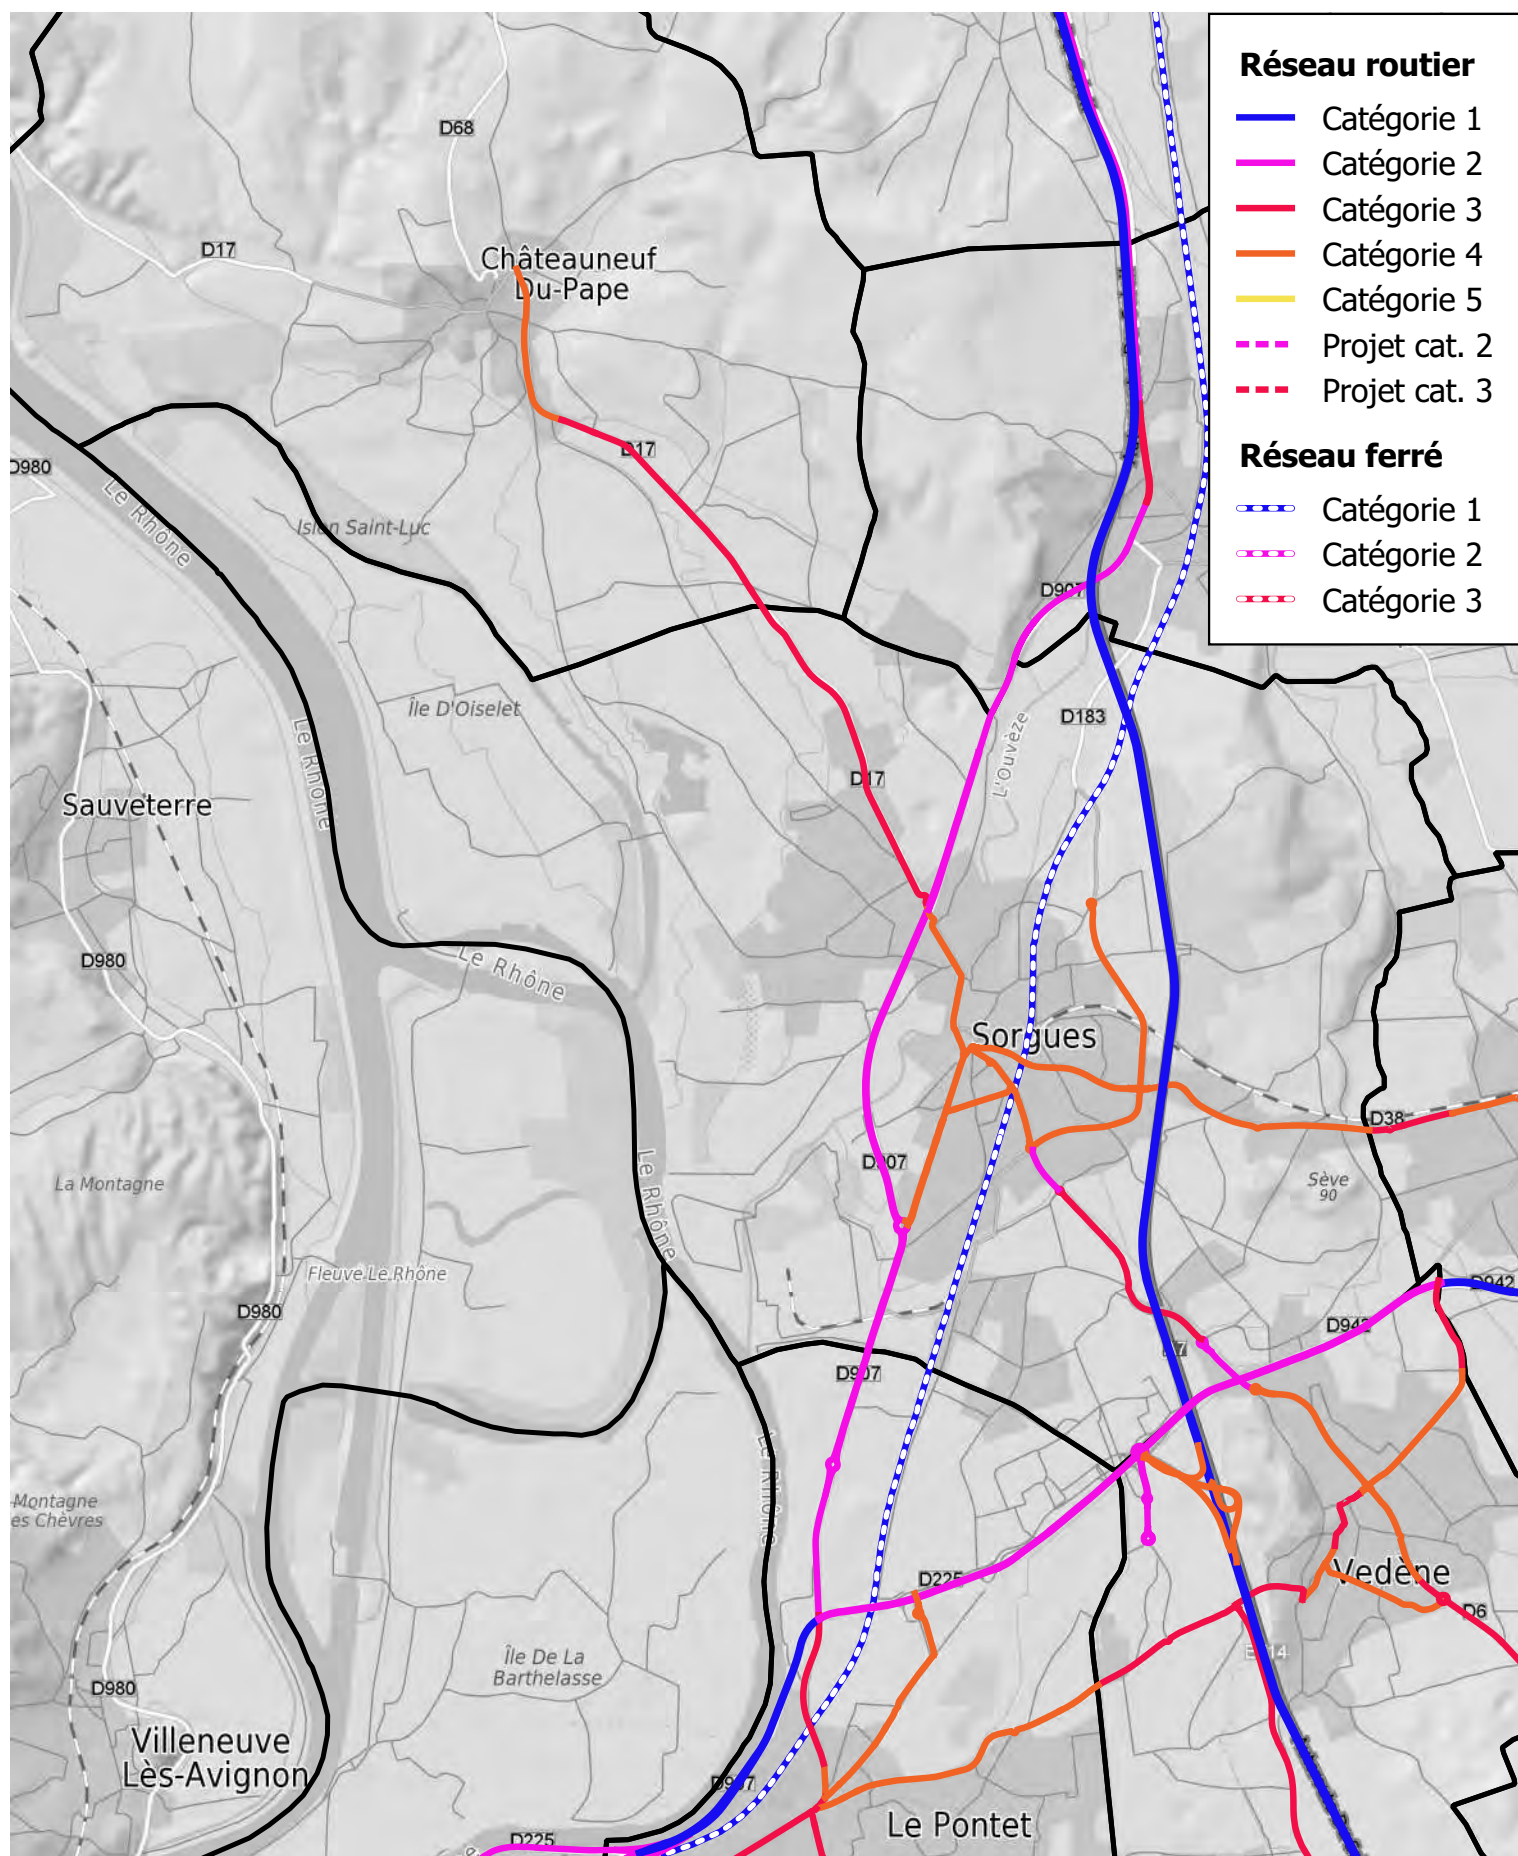 Réseau routier
Catégorie 1
Catégorie 2
Catégorie 3
Catégorie 4
Catégorie 5
Projet cat. 2
Projet cat. 3
Réseau ferré
Catégorie 1
Catégorie 2
Catégorie 3
D68
D17
Châteauneuf
Du-Pape
D17
D980
Le Rhône
Islon Saint-Luc
D907
Île D'Oiselet
D183
Le Rhône
L'Ouvèze
D17
Sauveterre
D980
Le Rhône
Sorgues
D38
D907
Le Rhône
La Montagne
Sève
90
Fleuve Le Rhône
D942
D980
D942
D907
Le Rhône
Montagne
es Chèvres
D225
Vedène
D6
Île De La
Barthelasse
D980
Villeneuve
Lès-Avignon
D907
Le Pontet
D225